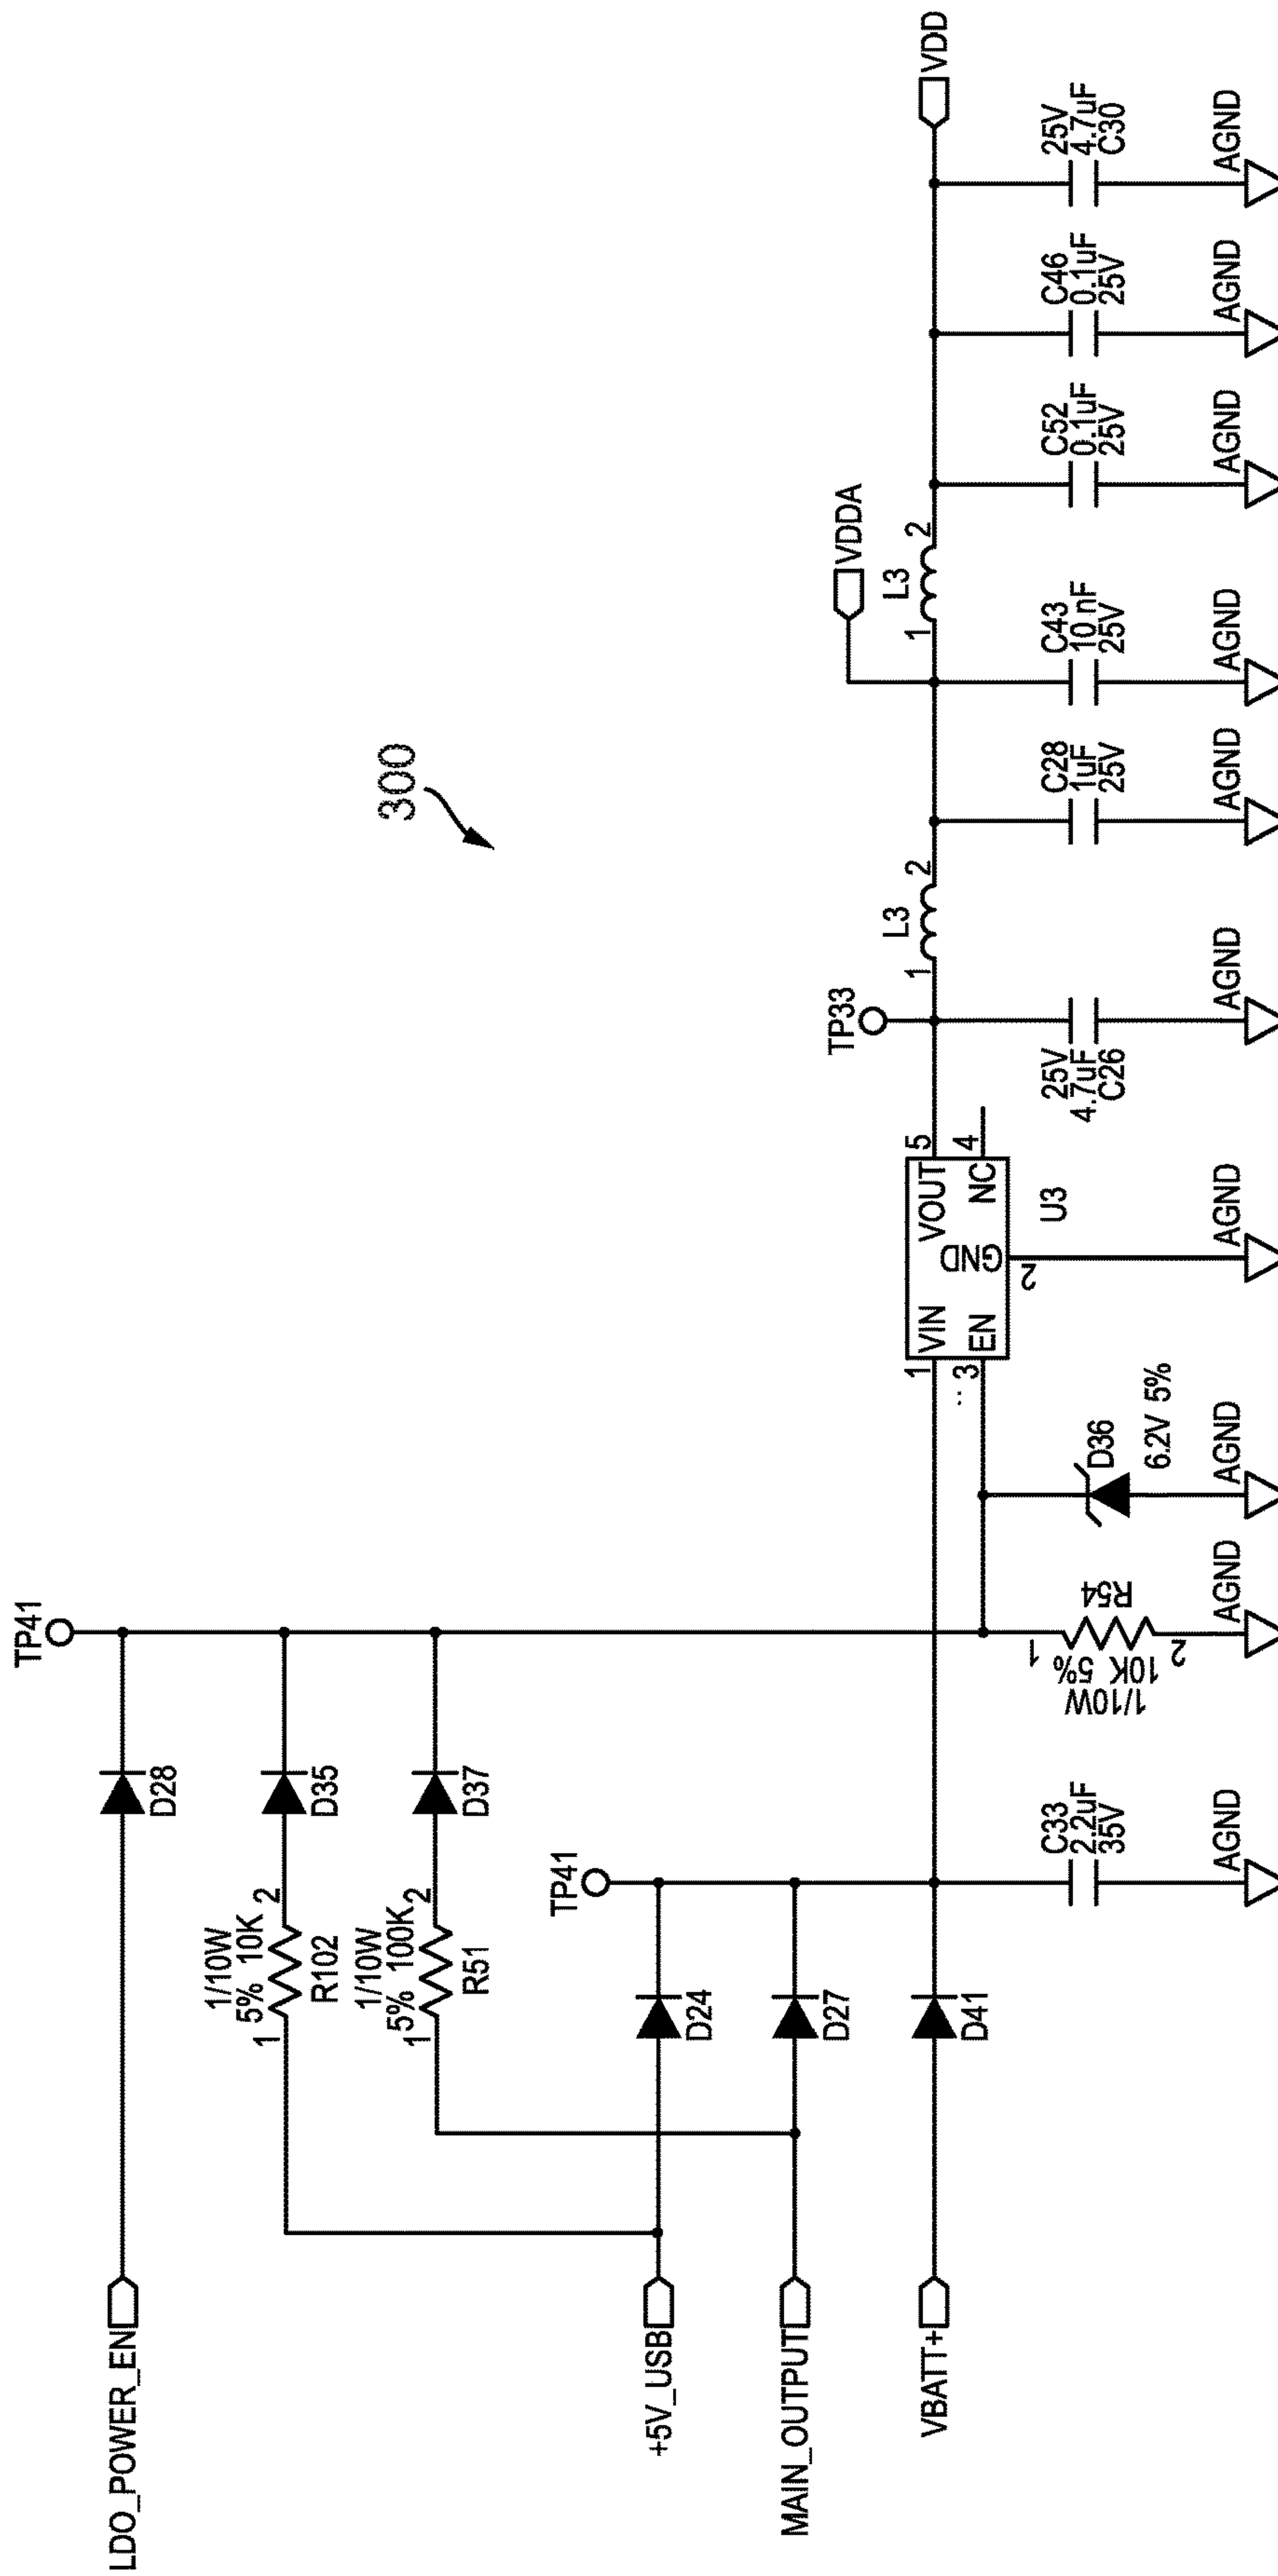 TP41
LDO_POWER_EN
D28
1/10W
5% 10K
1
2
R102
D35
300
1/10W
5% 100K
1
2
R51
D37
TP41
+5V_USB
D24
MAIN_OUTPUT
D27
VBATT+
D41
C33
2.2uF
35V
AGND
1
R54
10K 5%
1/10W
2
AGND
D36
6.2V 5%
AGND
1
3
VIN
EN
GND
2
VOUT
NC
5
4
U3
AGND
TP33
25V
4.7uF
C26
AGND
L3
1
2
C28
1uF
25V
AGND
VDDA
C43
10 nF
25V
AGND
L3
1
2
C52
0.1uF
25V
AGND
C46
0.1uF
25V
AGND
25V
4.7uF
C30
AGND
VDD